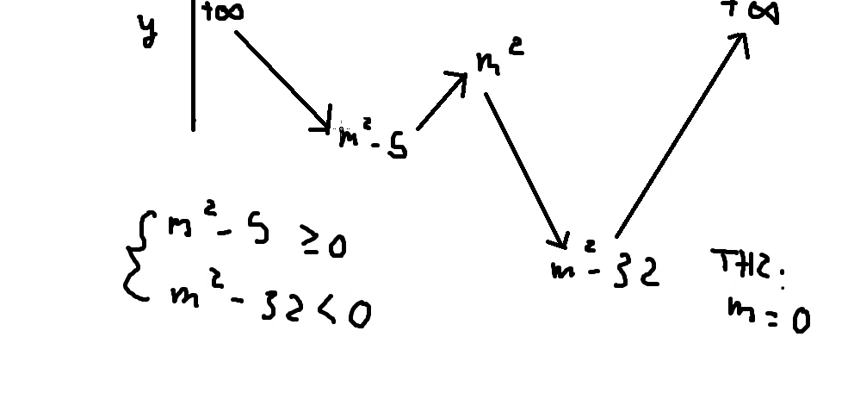 y +∞ +∞
m²
m² - 5
m² - 32
{ m² - 5 ≥ 0
m² - 32 < 0
TH2:
m = 0